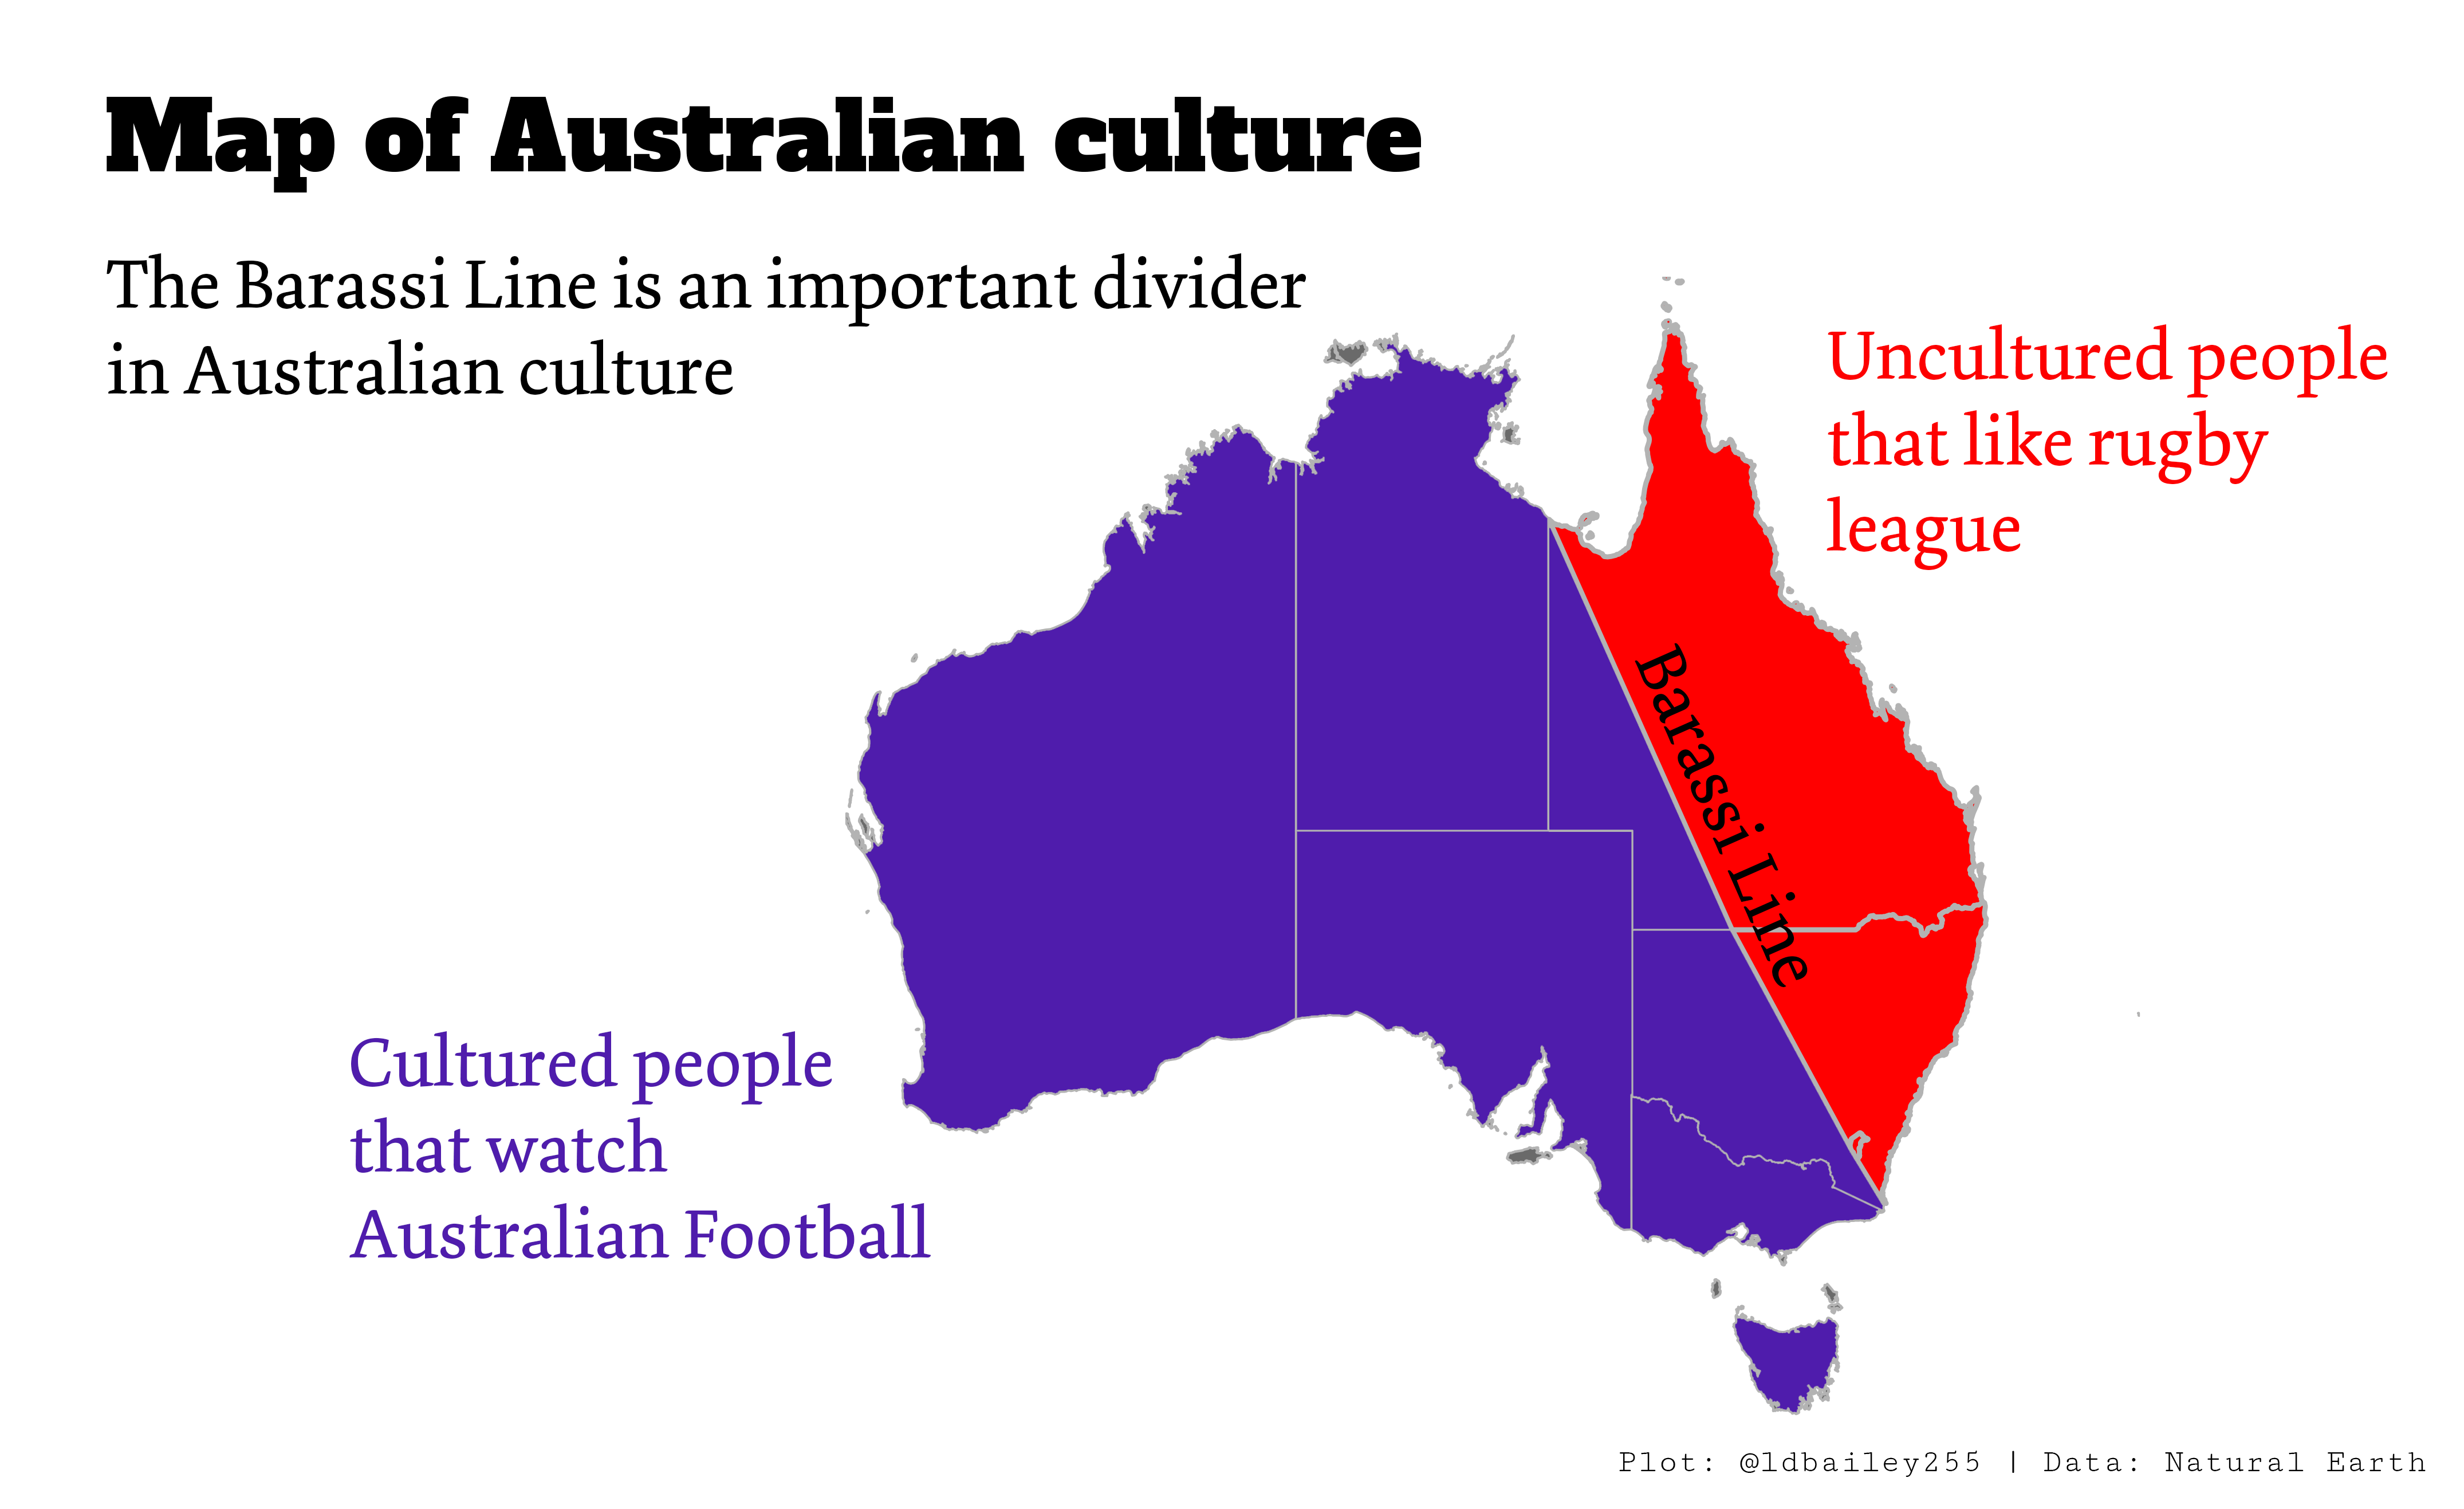 Map of Australian culture
The Barassi Line is an important divider
in Australian culture
Uncultured people
that like rugby
league
Barassi Line
Cultured people
that watch
Australian Football
Plot: @ldbailey255 | Data: Natural Earth